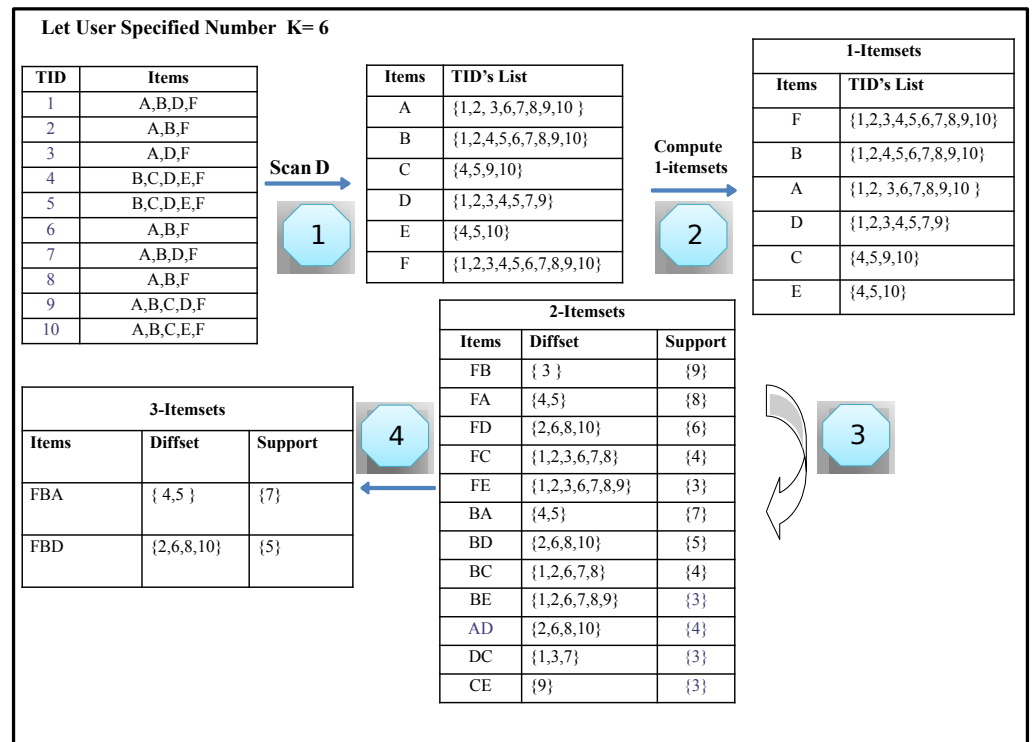 Let User Specified Number K= 6
TID Items
1 A,B,D,F
2 A,B,F
3 A,D,F
4 B,C,D,E,F
5 B,C,D,E,F
6 A,B,F
7 A,B,D,F
8 A,B,F
9 A,B,C,D,F
10 A,B,C,E,F
Scan D
1
Items TID's List
A {1,2, 3,6,7,8,9,10 }
B {1,2,4,5,6,7,8,9,10}
C {4,5,9,10}
D {1,2,3,4,5,7,9}
E {4,5,10}
F {1,2,3,4,5,6,7,8,9,10}
Compute
1-itemsets
2
1-Itemsets
Items TID's List
F {1,2,3,4,5,6,7,8,9,10}
B {1,2,4,5,6,7,8,9,10}
A {1,2, 3,6,7,8,9,10 }
D {1,2,3,4,5,7,9}
C {4,5,9,10}
E {4,5,10}
3
2-Itemsets
Items Diffset Support
FB { 3 } {9}
FA {4,5} {8}
FD {2,6,8,10} {6}
FC {1,2,3,6,7,8} {4}
FE {1,2,3,6,7,8,9} {3}
BA {4,5} {7}
BD {2,6,8,10} {5}
BC {1,2,6,7,8} {4}
BE {1,2,6,7,8,9} {3}
AD {2,6,8,10} {4}
DC {1,3,7} {3}
CE {9} {3}
4
3-Itemsets
Items Diffset Support
FBA { 4,5 } {7}
FBD {2,6,8,10} {5}